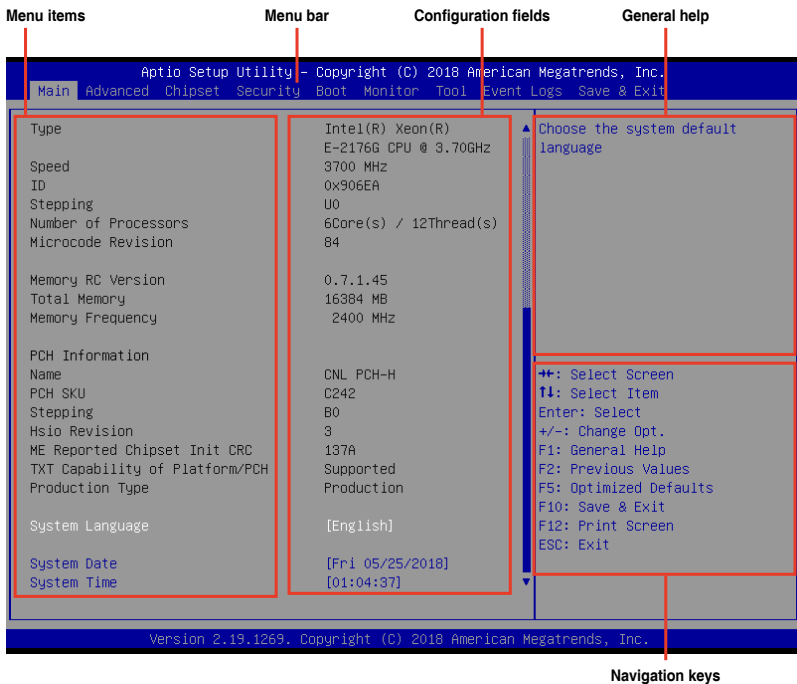 Menu items Menu bar Configuration fields General help
Aptio Setup Utility – Copyright (C) 2018 American Megatrends, Inc.
Main Advanced Chipset Security Boot Monitor Tool Event Logs Save & Exit
Type Intel(R) Xeon(R)
E-2176G CPU @ 3.70GHz
Speed 3700 MHz
ID 0x906EA
Stepping U0
Number of Processors 6Core(s) / 12Thread(s)
Microcode Revision 84
Memory RC Version 0.7.1.45
Total Memory 16384 MB
Memory Frequency 2400 MHz
PCH Information
Name CNL PCH-H
PCH SKU C242
Stepping B0
Hsio Revision 3
ME Reported Chipset Init CRC 137A
TXT Capability of Platform/PCH Supported
Production Type Production
System Language [English]
System Date [Fri 05/25/2018]
System Time [01:04:37]
Choose the system default
language
→←: Select Screen
↑↓: Select Item
Enter: Select
+/-: Change Opt.
F1: General Help
F2: Previous Values
F5: Optimized Defaults
F10: Save & Exit
F12: Print Screen
ESC: Exit
Version 2.19.1269. Copyright (C) 2018 American Megatrends, Inc.
Navigation keys